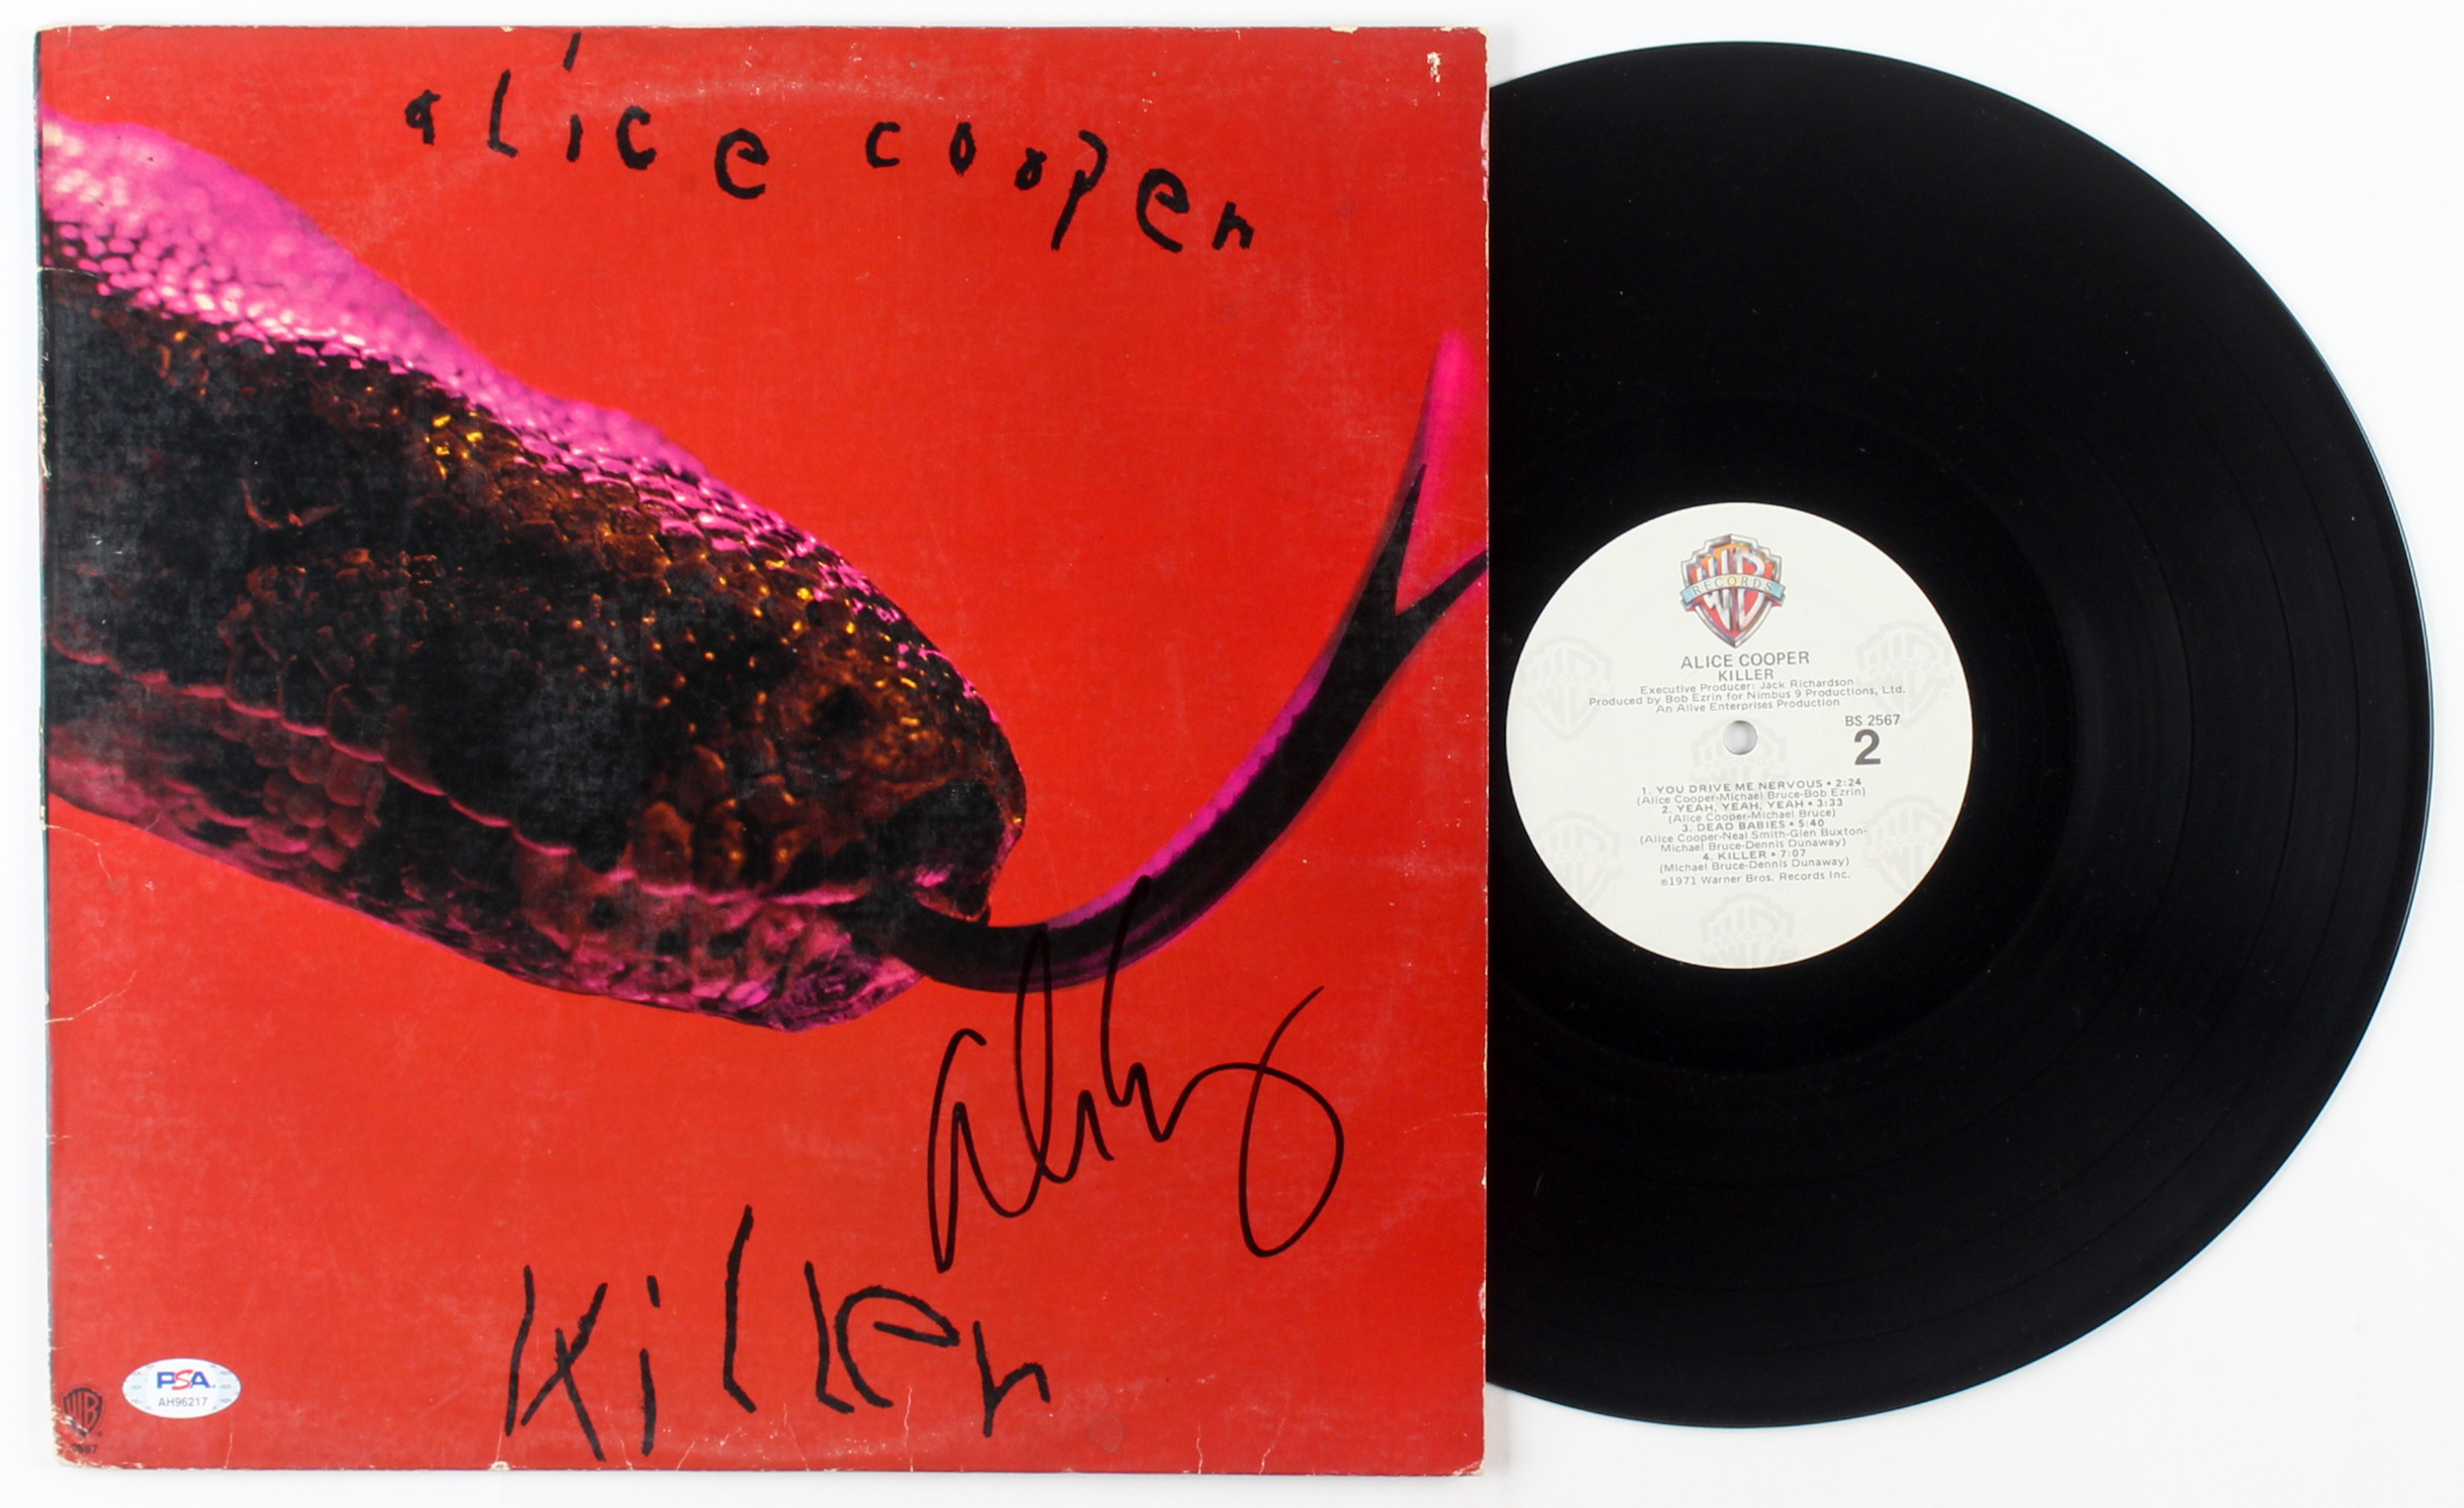 alice cooper
killer
PSA
AH96217
WB
RECORDS
ALICE COOPER
KILLER
Executive Producer: Jack Richardson
Produced by Bob Ezrin for Nimbus 9 Productions, Ltd.
An Alive Enterprises Production
BS 2567
2
1. YOU DRIVE ME NERVOUS • 2:24
(Alice Cooper-Michael Bruce-Bob Ezrin)
2. YEAH, YEAH, YEAH • 3:33
(Alice Cooper-Michael Bruce)
3. DEAD BABIES • 5:40
(Alice Cooper-Neal Smith-Glen Buxton-
Michael Bruce-Dennis Dunaway)
4. KILLER • 7:07
(Michael Bruce-Dennis Dunaway)
℗1971 Warner Bros. Records Inc.